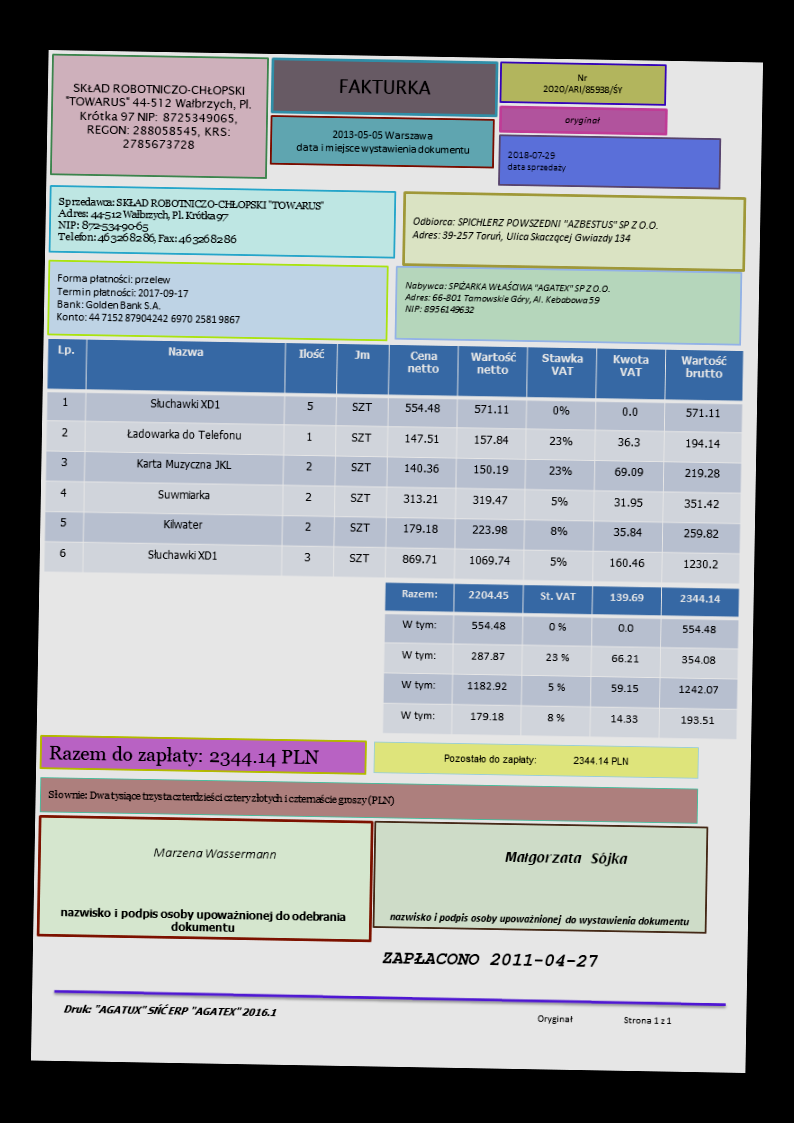 SKŁAD ROBOTNICZO-CHŁOPSKI
"TOWARUS" 44-512 Wałbrzych, Pl.
Krótka 97 NIP: 8725349065,
REGON: 288058545, KRS:
2785673728
FAKTURKA
2013-05-05 Warszawa
data i miejsce wystawienia dokumentu
Nr
2020/ARI/85938/ŚY
oryginał
2018-07-29
data sprzedaży
Sprzedawca: SKŁAD ROBOTNICZO-CHŁOPSKI "TOWARUS"
Adres: 44-512 Wałbrzych, Pl. Krótka 97
NIP: 872-534-90-65
Telefon: 463268286, Fax: 463268286
Odbiorca: SPICHLERZ POWSZEDNI "AZBESTUS" SP Z O.O.
Adres: 39-257 Toruń, Ulica Skaczącej Gwiazdy 134
Forma płatności: przelew
Termin płatności: 2017-09-17
Bank: Golden Bank S.A.
Konto: 44 7152 8790 4242 6970 2581 9867
Nabywca: SPIŻARKA WŁAŚCIWA "AGATEX" SP Z O.O.
Adres: 66-801 Tarnowskie Góry, Al. Kebabowa 59
NIP: 8956149632
Lp. Nazwa Ilość Jm Cena netto Wartość netto Stawka VAT Kwota VAT Wartość brutto
1 Słuchawki XD1 5 SZT 554.48 571.11 0% 0.0 571.11
2 Ładowarka do Telefonu 1 SZT 147.51 157.84 23% 36.3 194.14
3 Karta Muzyczna JKL 2 SZT 140.36 150.19 23% 69.09 219.28
4 Suwmiarka 2 SZT 313.21 319.47 5% 31.95 351.42
5 Kilwater 2 SZT 179.18 223.98 8% 35.84 259.82
6 Słuchawki XD1 3 SZT 869.71 1069.74 5% 160.46 1230.2
Razem: 2204.45 St. VAT 139.69 2344.14
W tym: 554.48 0 % 0.0 554.48
W tym: 287.87 23 % 66.21 354.08
W tym: 1182.92 5 % 59.15 1242.07
W tym: 179.18 8 % 14.33 193.51
Razem do zapłaty: 2344.14 PLN
Pozostało do zapłaty: 2344.14 PLN
Słownie: Dwa tysiące trzysta czterdzieści cztery złotych i czternaście groszy (PLN)
Marzena Wassermann
nazwisko i podpis osoby upoważnionej do odebrania
dokumentu
Małgorzata Sójka
nazwisko i podpis osoby upoważnionej do wystawienia dokumentu
ZAPŁACONO 2011-04-27
Druk: "AGATUX" SŃĆ ERP "AGATEX" 2016.1
Oryginał Strona 1 z 1